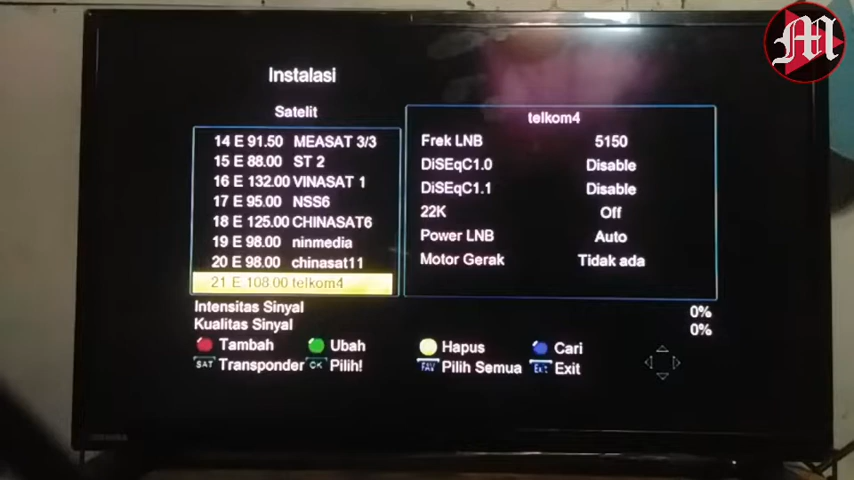 Instalasi
Satelit
14 E 91.50 MEASAT 3/3
15 E 88.00 ST 2
16 E 132.00 VINASAT 1
17 E 95.00 NSS6
18 E 125.00 CHINASAT6
19 E 98.00 ninmedia
20 E 98.00 chinasat11
21 E 108.00 telkom4
telkom4
Frek LNB 5150
DiSEqC1.0 Disable
DiSEqC1.1 Disable
22K Off
Power LNB Auto
Motor Gerak Tidak ada
Intensitas Sinyal 0%
Kualitas Sinyal 0%
Tambah Ubah Hapus Cari
SAT Transponder OK Pilih! FAV Pilih Semua Exit
TOSHIBA
M